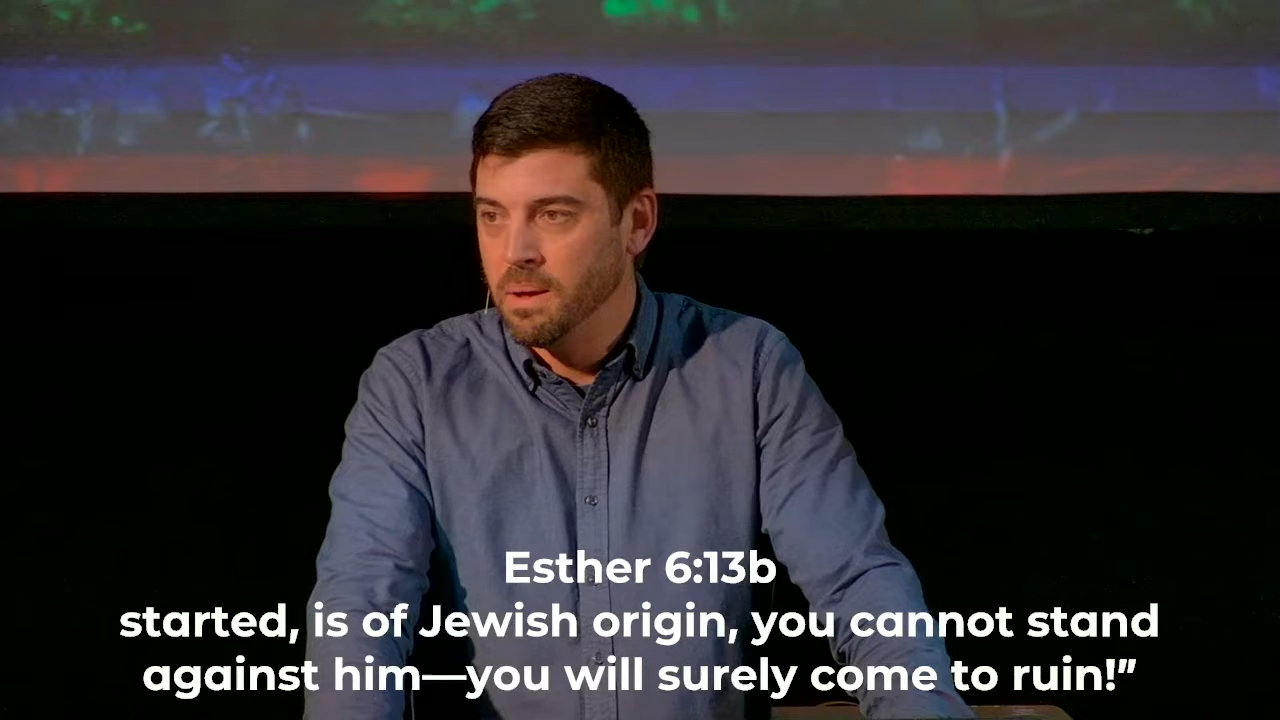 Esther 6:13b
started, is of Jewish origin, you cannot stand
against him—you will surely come to ruin!”